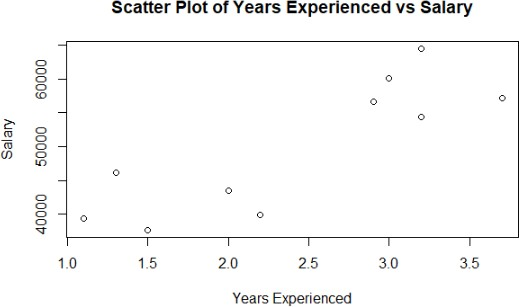 Scatter Plot of Years Experienced vs Salary
Salary
60000
50000
40000
1.0 1.5 2.0 2.5 3.0 3.5
Years Experienced